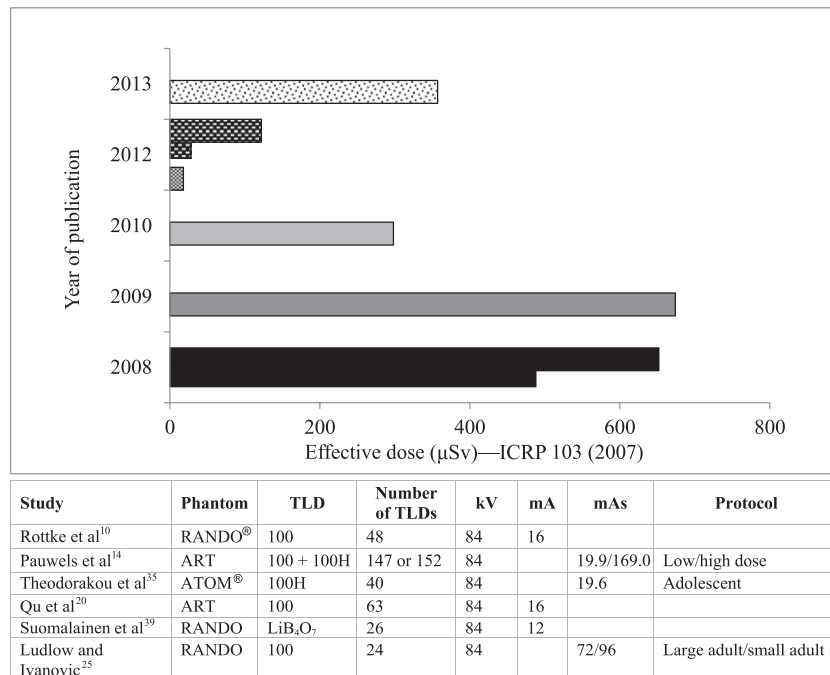 2013
2012
2010
2009
2008
Year of publication
0 200 400 600 800
Effective dose (μSv)—ICRP 103 (2007)
Study Phantom TLD Number of TLDs kV mA mAs Protocol
Rottke et al10 RANDO® 100 48 84 16
Pauwels et al14 ART 100 + 100H 147 or 152 84 19.9/169.0 Low/high dose
Theodorakou et al35 ATOM® 100H 40 84 19.6 Adolescent
Qu et al20 ART 100 63 84 16
Suomalainen et al39 RANDO LiB₄O₇ 26 84 12
Ludlow and RANDO 100 24 84 72/96 Large adult/small adult
Ivanovic25